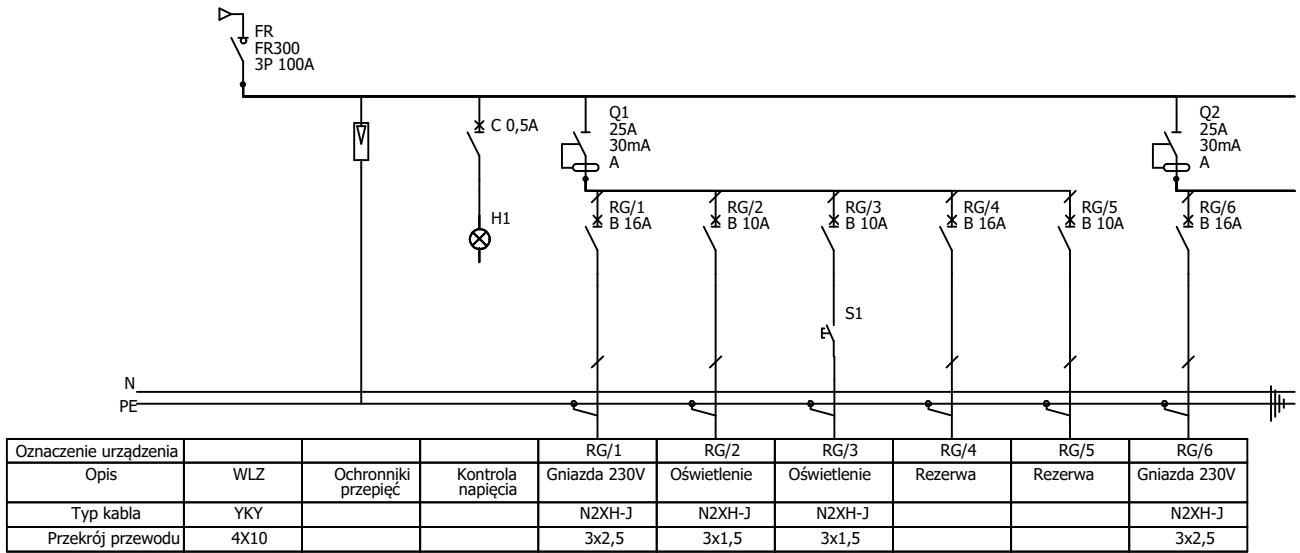 FR
FR300
3P 100A
C 0,5A
H1
Q1
25A
30mA
A
Q2
25A
30mA
A
RG/1
B 16A
RG/2
B 10A
RG/3
B 10A
RG/4
B 16A
RG/5
B 10A
RG/6
B 16A
S1
N
PE
Oznaczenie urządzenia RG/1 RG/2 RG/3 RG/4 RG/5 RG/6
Opis WLZ Ochronniki przepięć Kontrola napięcia Gniazda 230V Oświetlenie Oświetlenie Rezerwa Rezerwa Gniazda 230V
Typ kabla YKY N2XH-J N2XH-J N2XH-J N2XH-J
Przekrój przewodu 4X10 3x2,5 3x1,5 3x1,5 3x2,5